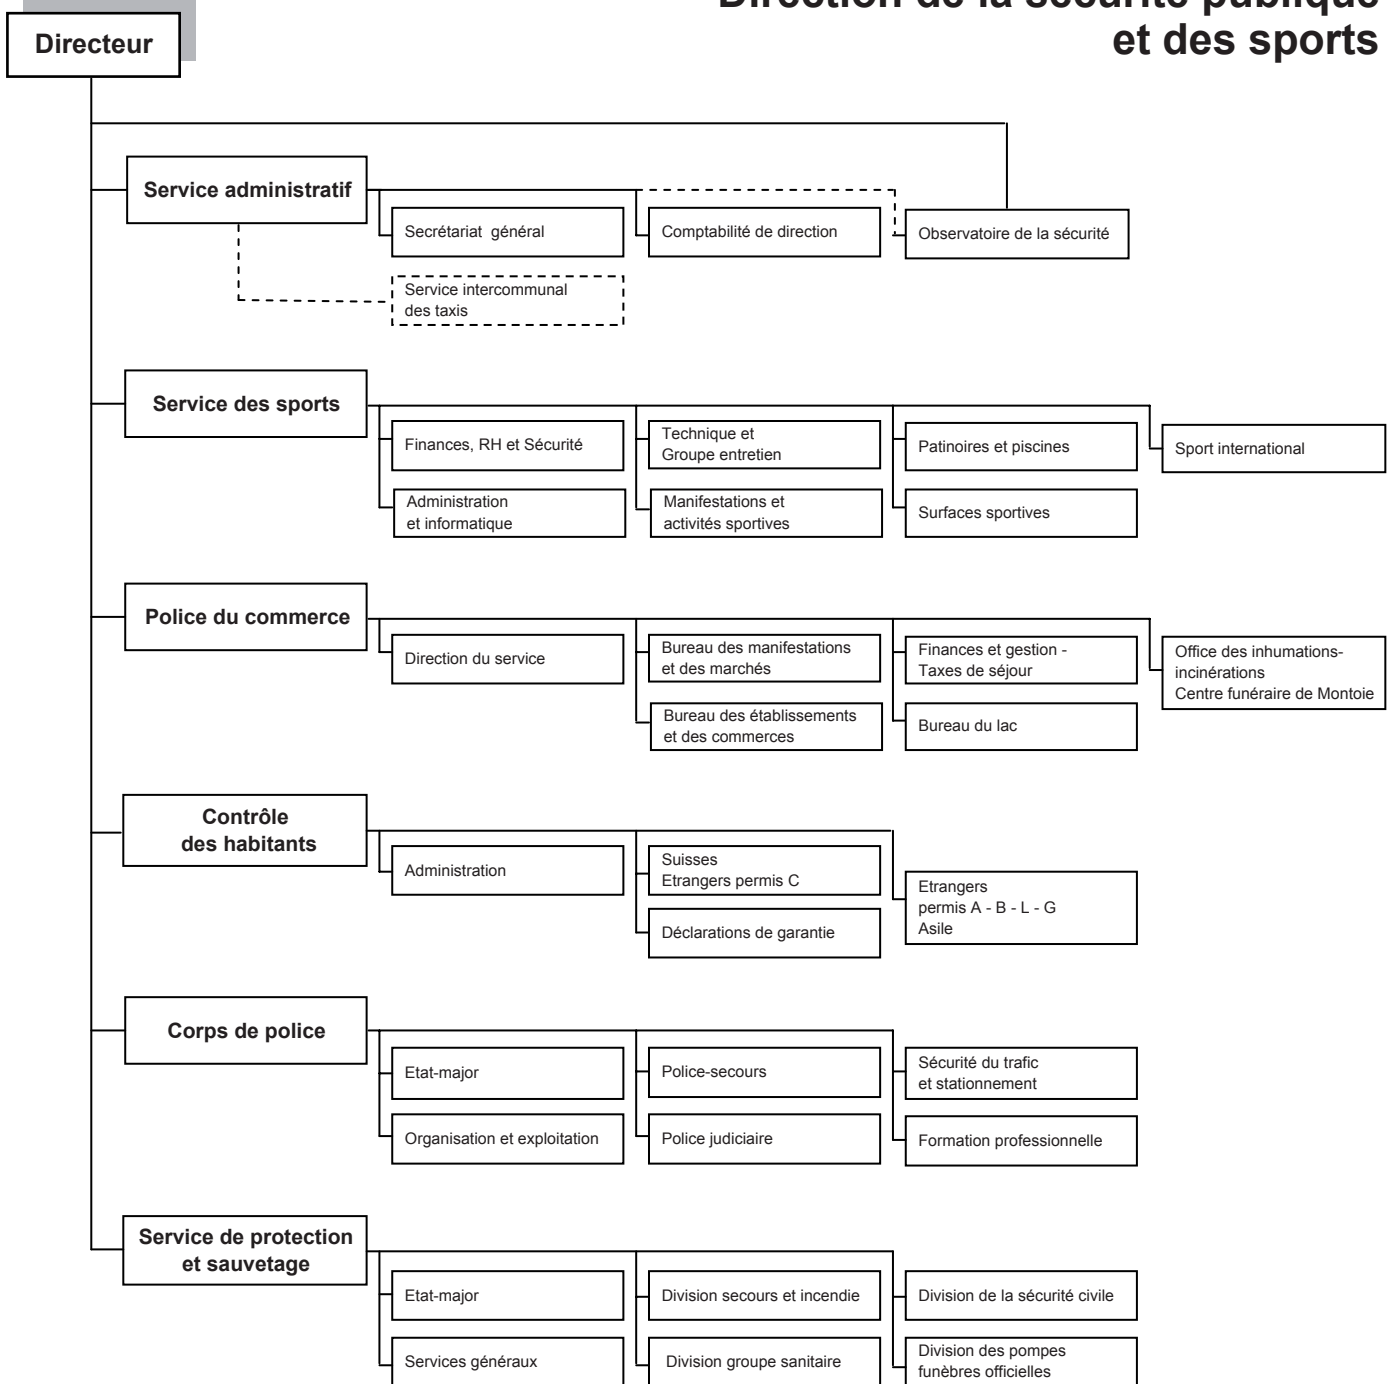 Direction de la sécurité publique
et des sports
Directeur
Service administratif
Secrétariat général
Comptabilité de direction
Observatoire de la sécurité
Service intercommunal
des taxis
Service des sports
Finances, RH et Sécurité
Technique et
Groupe entretien
Patinoires et piscines
Sport international
Administration
et informatique
Manifestations et
activités sportives
Surfaces sportives
Police du commerce
Direction du service
Bureau des manifestations
et des marchés
Finances et gestion -
Taxes de séjour
Office des inhumations-
incinérations
Centre funéraire de Montoie
Bureau des établissements
et des commerces
Bureau du lac
Contrôle
des habitants
Administration
Suisses
Etrangers permis C
Etrangers
permis A - B - L - G
Asile
Déclarations de garantie
Corps de police
Etat-major
Police-secours
Sécurité du trafic
et stationnement
Organisation et exploitation
Police judiciaire
Formation professionnelle
Service de protection
et sauvetage
Etat-major
Division secours et incendie
Division de la sécurité civile
Services généraux
Division groupe sanitaire
Division des pompes
funèbres officielles